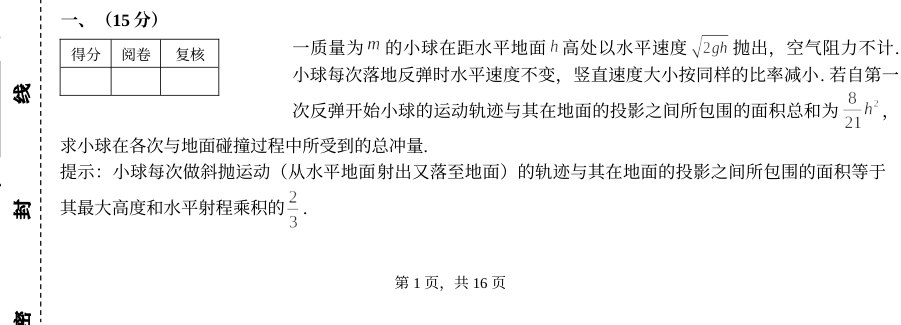 一、（15 分）
得分 阅卷 复核
一质量为 m 的小球在距水平地面 h 高处以水平速度 √2gh 抛出，空气阻力不计.
小球每次落地反弹时水平速度不变，竖直速度大小按同样的比率减小. 若自第一
次反弹开始小球的运动轨迹与其在地面的投影之间所包围的面积总和为 8/21 h²，
求小球在各次与地面碰撞过程中所受到的总冲量.
提示：小球每次做斜抛运动（从水平地面射出又落至地面）的轨迹与其在地面的投影之间所包围的面积等于
其最大高度和水平射程乘积的 2/3 .
第 1 页，共 16 页
线
封